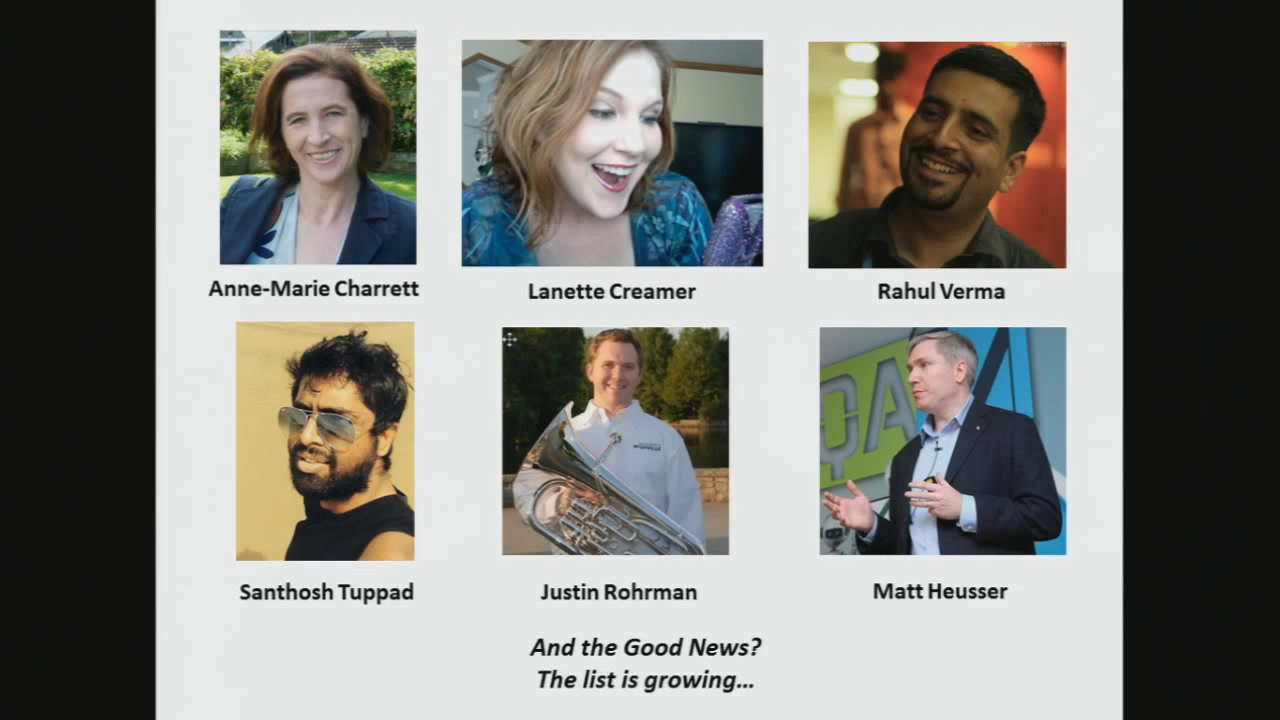 Anne-Marie Charrett
Lanette Creamer
Rahul Verma
QA
Santhosh Tuppad
Justin Rohrman
Matt Heusser
And the Good News?
The list is growing...